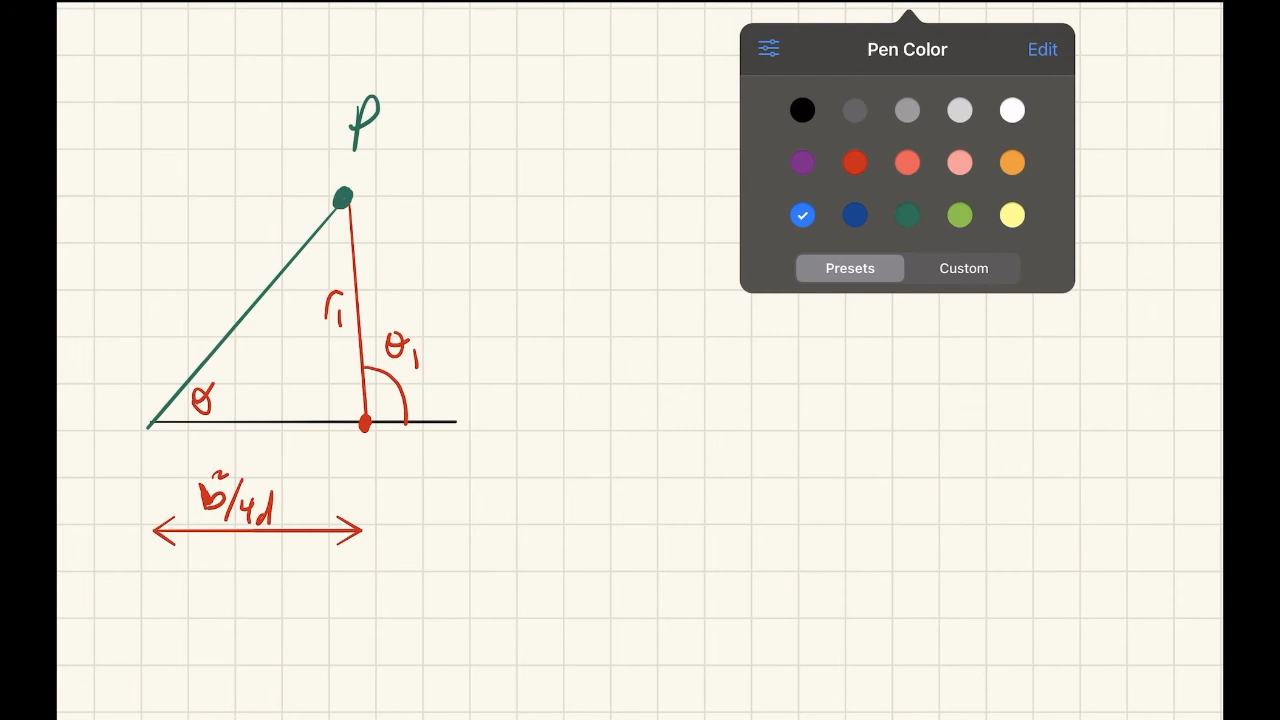 Pen Color
Edit
Presets
Custom
P
r₁
θ₁
θ
b²/4d